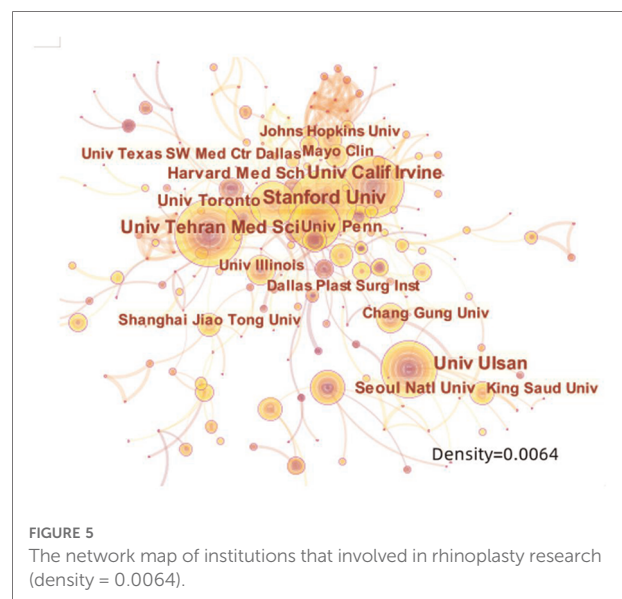 Johns Hopkins Univ
Univ Texas SW Med Ctr Dallas Mayo Clin
Harvard Med Sch Univ Calif Irvine
Univ Toronto Stanford Univ
Univ Tehran Med Sci Univ Penn
Univ Illinois
Dallas Plast Surg Inst
Shanghai Jiao Tong Univ Chang Gung Univ
Univ Ulsan
Seoul Natl Univ King Saud Univ
Density=0.0064
FIGURE 5
The network map of institutions that involved in rhinoplasty research
(density = 0.0064).